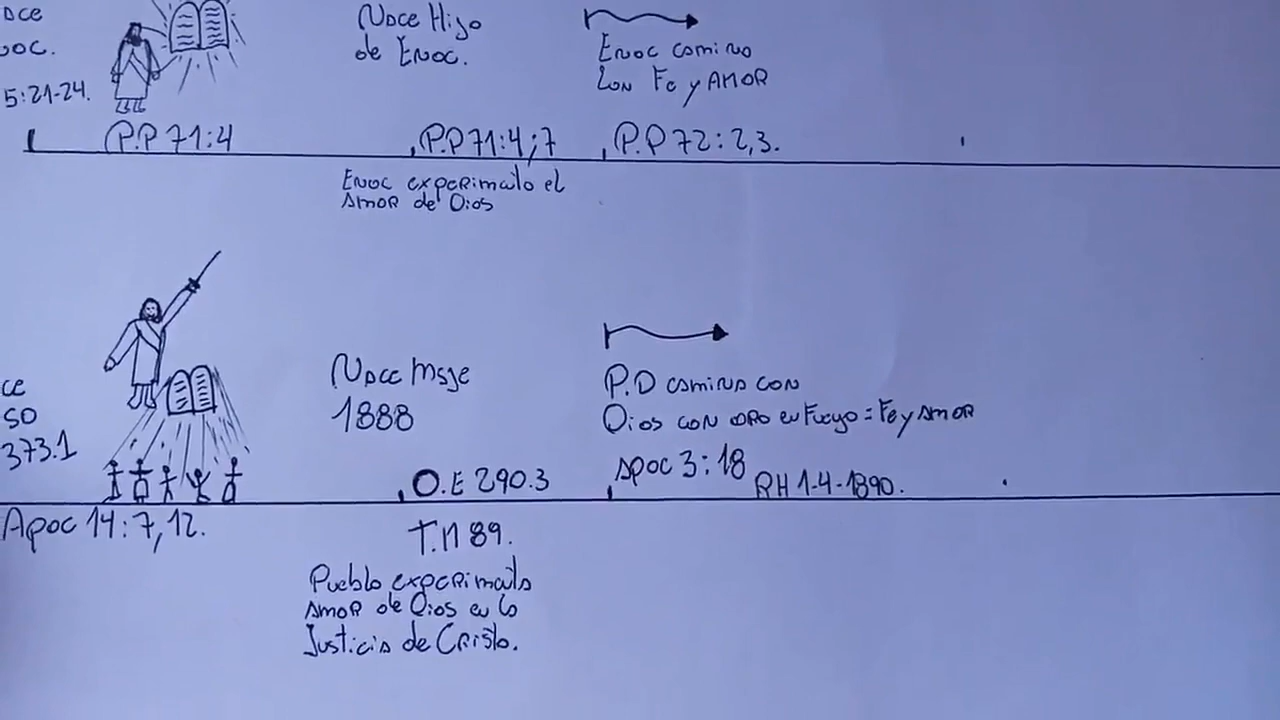 5:21-24.
P.P 71:4
Nace Hijo
de Enoc.
P.P 71:4;7
Enoc camino
con Fe y AMOR
P.P 72:2,3.
Enoc experimato el
AMOR de Dios
373.1
Apoc 14:7,12.
Nace Msje
1888
O.E 290.3
T.M 89.
Pueblo experimato
AMOR de Dios en la
Justicia de Cristo.
P.D camina con
Dios con oro en Fuego = Fe y AMOR
Apoc 3:18
RH 1-4-1890.